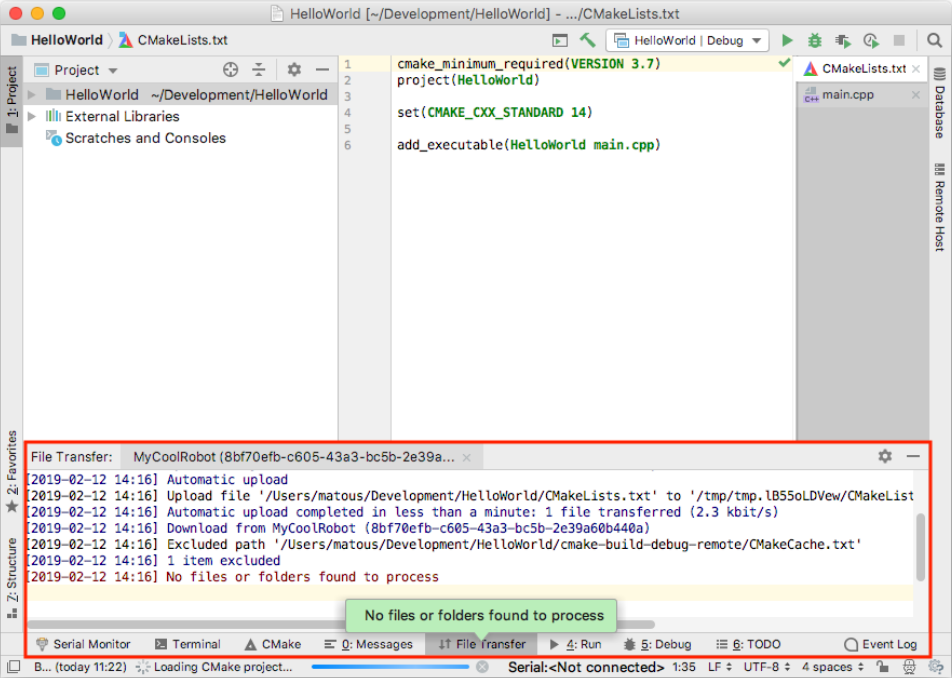 HelloWorld [~/Development/HelloWorld] - .../CMakeLists.txt
HelloWorld CMakeLists.txt
HelloWorld | Debug
1: Project
Project
HelloWorld ~/Development/HelloWorld
External Libraries
Scratches and Consoles
1 cmake_minimum_required(VERSION 3.7)
2 project(HelloWorld)
3
4 set(CMAKE_CXX_STANDARD 14)
5
6 add_executable(HelloWorld main.cpp)
CMakeLists.txt
C++ main.cpp
Database
Remote Host
2: Favorites
Z: Structure
File Transfer: MyCoolRobot (8bf70efb-c605-43a3-bc5b-2e39a...
[2019-02-12 14:16] Automatic upload
[2019-02-12 14:16] Upload file '/Users/matous/Development/HelloWorld/CMakeLists.txt' to '/tmp/tmp.lB55oLDVew/CMakeList
[2019-02-12 14:16] Automatic upload completed in less than a minute: 1 file transferred (2.3 kbit/s)
[2019-02-12 14:16] Download from MyCoolRobot (8bf70efb-c605-43a3-bc5b-2e39a60b440a)
[2019-02-12 14:16] Excluded path '/Users/matous/Development/HelloWorld/cmake-build-debug-remote/CMakeCache.txt'
[2019-02-12 14:16] 1 item excluded
[2019-02-12 14:16] No files or folders found to process
No files or folders found to process
Serial Monitor Terminal CMake 0: Messages File Transfer 4: Run 5: Debug 6: TODO Event Log
B... (today 11:22) Loading CMake project... Serial:<Not connected> 1:35 LF UTF-8 4 spaces